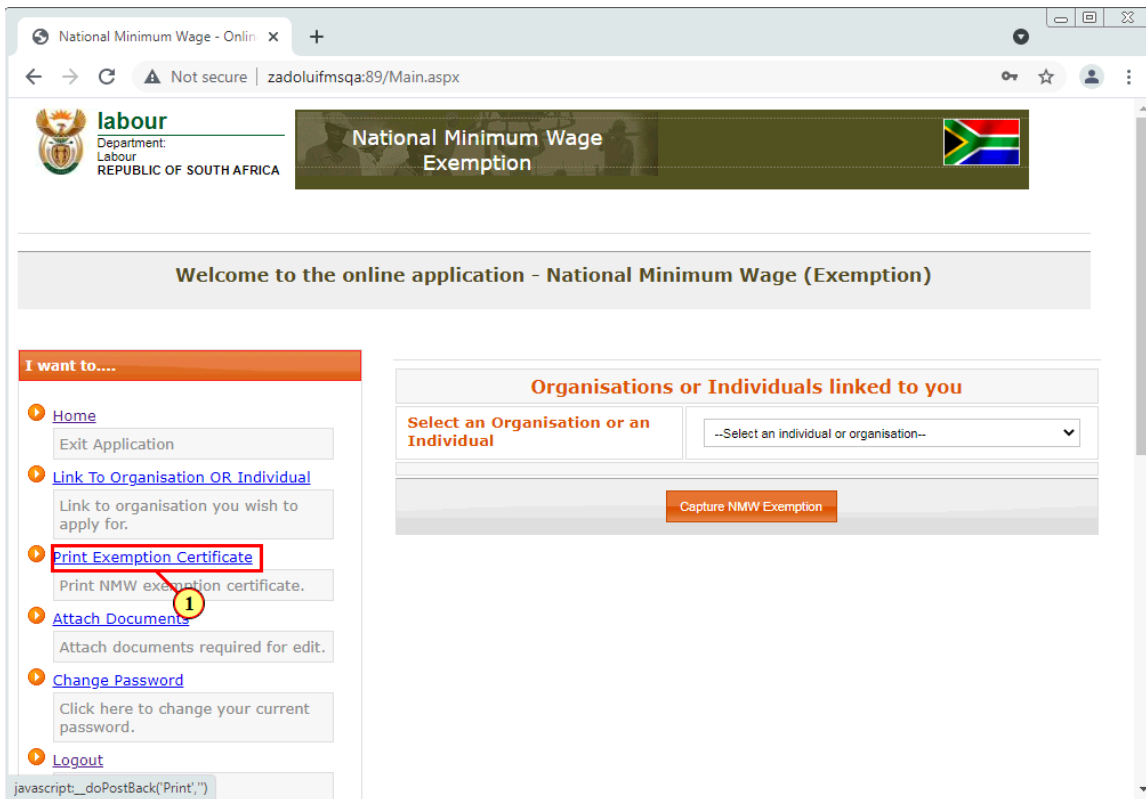 National Minimum Wage - Onlin
Not secure | zadoluifmsqa:89/Main.aspx
labour
Department:
Labour
REPUBLIC OF SOUTH AFRICA
National Minimum Wage
Exemption
Welcome to the online application - National Minimum Wage (Exemption)
I want to....
Home
Exit Application
Link To Organisation OR Individual
Link to organisation you wish to
apply for.
Print Exemption Certificate
Print NMW exemption certificate.
1
Attach Documents
Attach documents required for edit.
Change Password
Click here to change your current
password.
Logout
javascript:__doPostBack('Print','')
Organisations or Individuals linked to you
Select an Organisation or an
Individual
--Select an individual or organisation--
Capture NMW Exemption